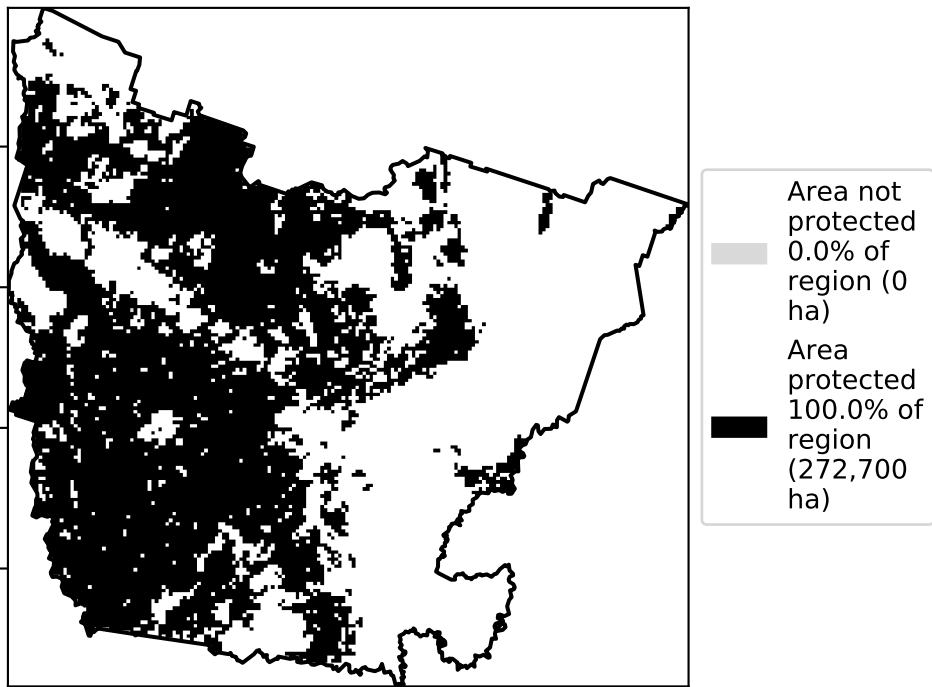 Area not
protected
0.0% of
region (0
ha)
Area
protected
100.0% of
region
(272,700
ha)